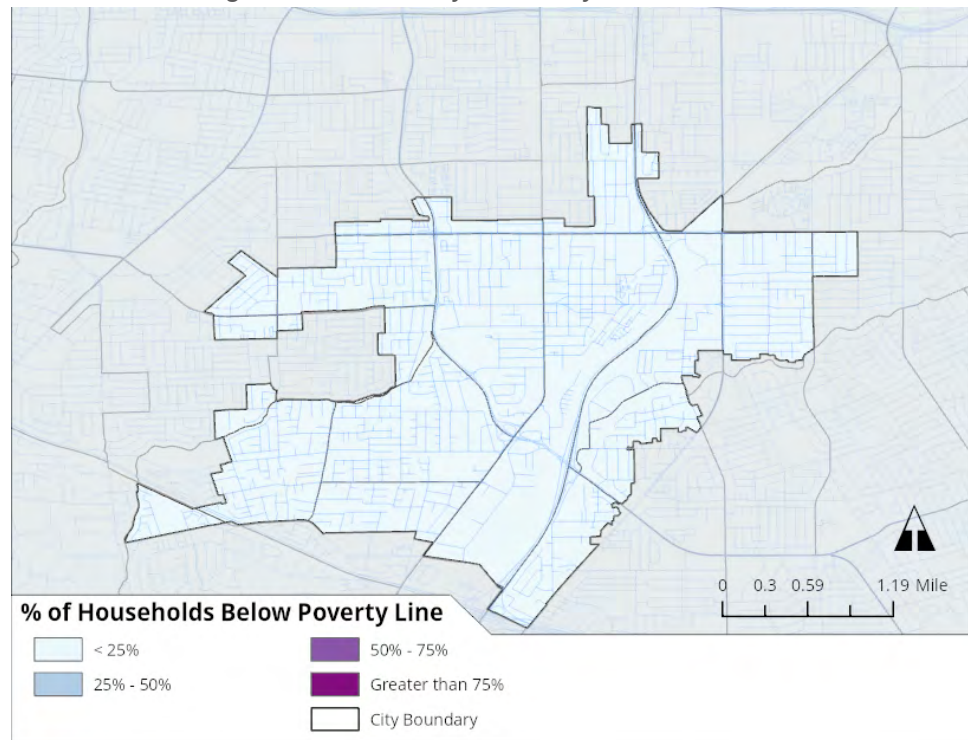 0 0.3 0.59 1.19 Mile
% of Households Below Poverty Line
< 25%
25% - 50%
50% - 75%
Greater than 75%
City Boundary